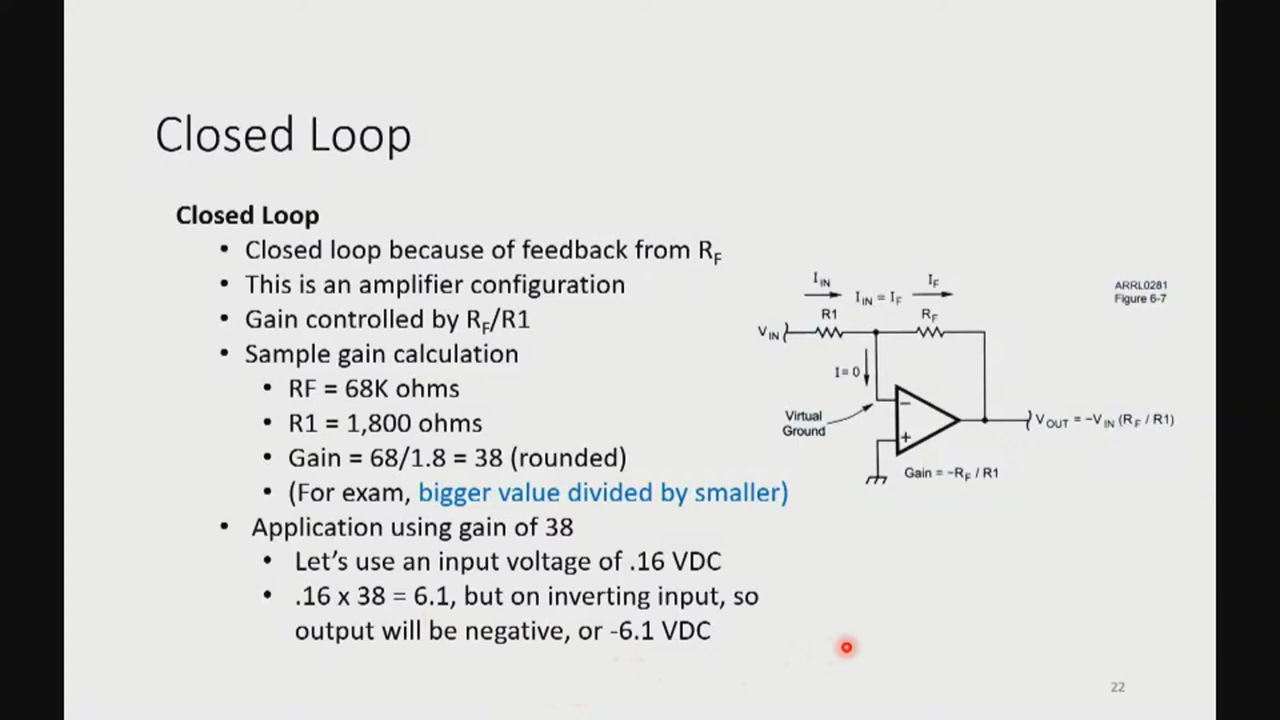 Closed Loop
Closed Loop
• Closed loop because of feedback from RF
• This is an amplifier configuration
• Gain controlled by RF/R1
• Sample gain calculation
• RF = 68K ohms
• R1 = 1,800 ohms
• Gain = 68/1.8 = 38 (rounded)
• (For exam, bigger value divided by smaller)
• Application using gain of 38
• Let's use an input voltage of .16 VDC
• .16 x 38 = 6.1, but on inverting input, so
output will be negative, or -6.1 VDC
IIN
IF
IIN = IF
ARRL0281
Figure 6-7
R1
RF
VIN
I = 0
Virtual
Ground
−
+
VOUT = −VIN (RF / R1)
Gain = −RF / R1
22